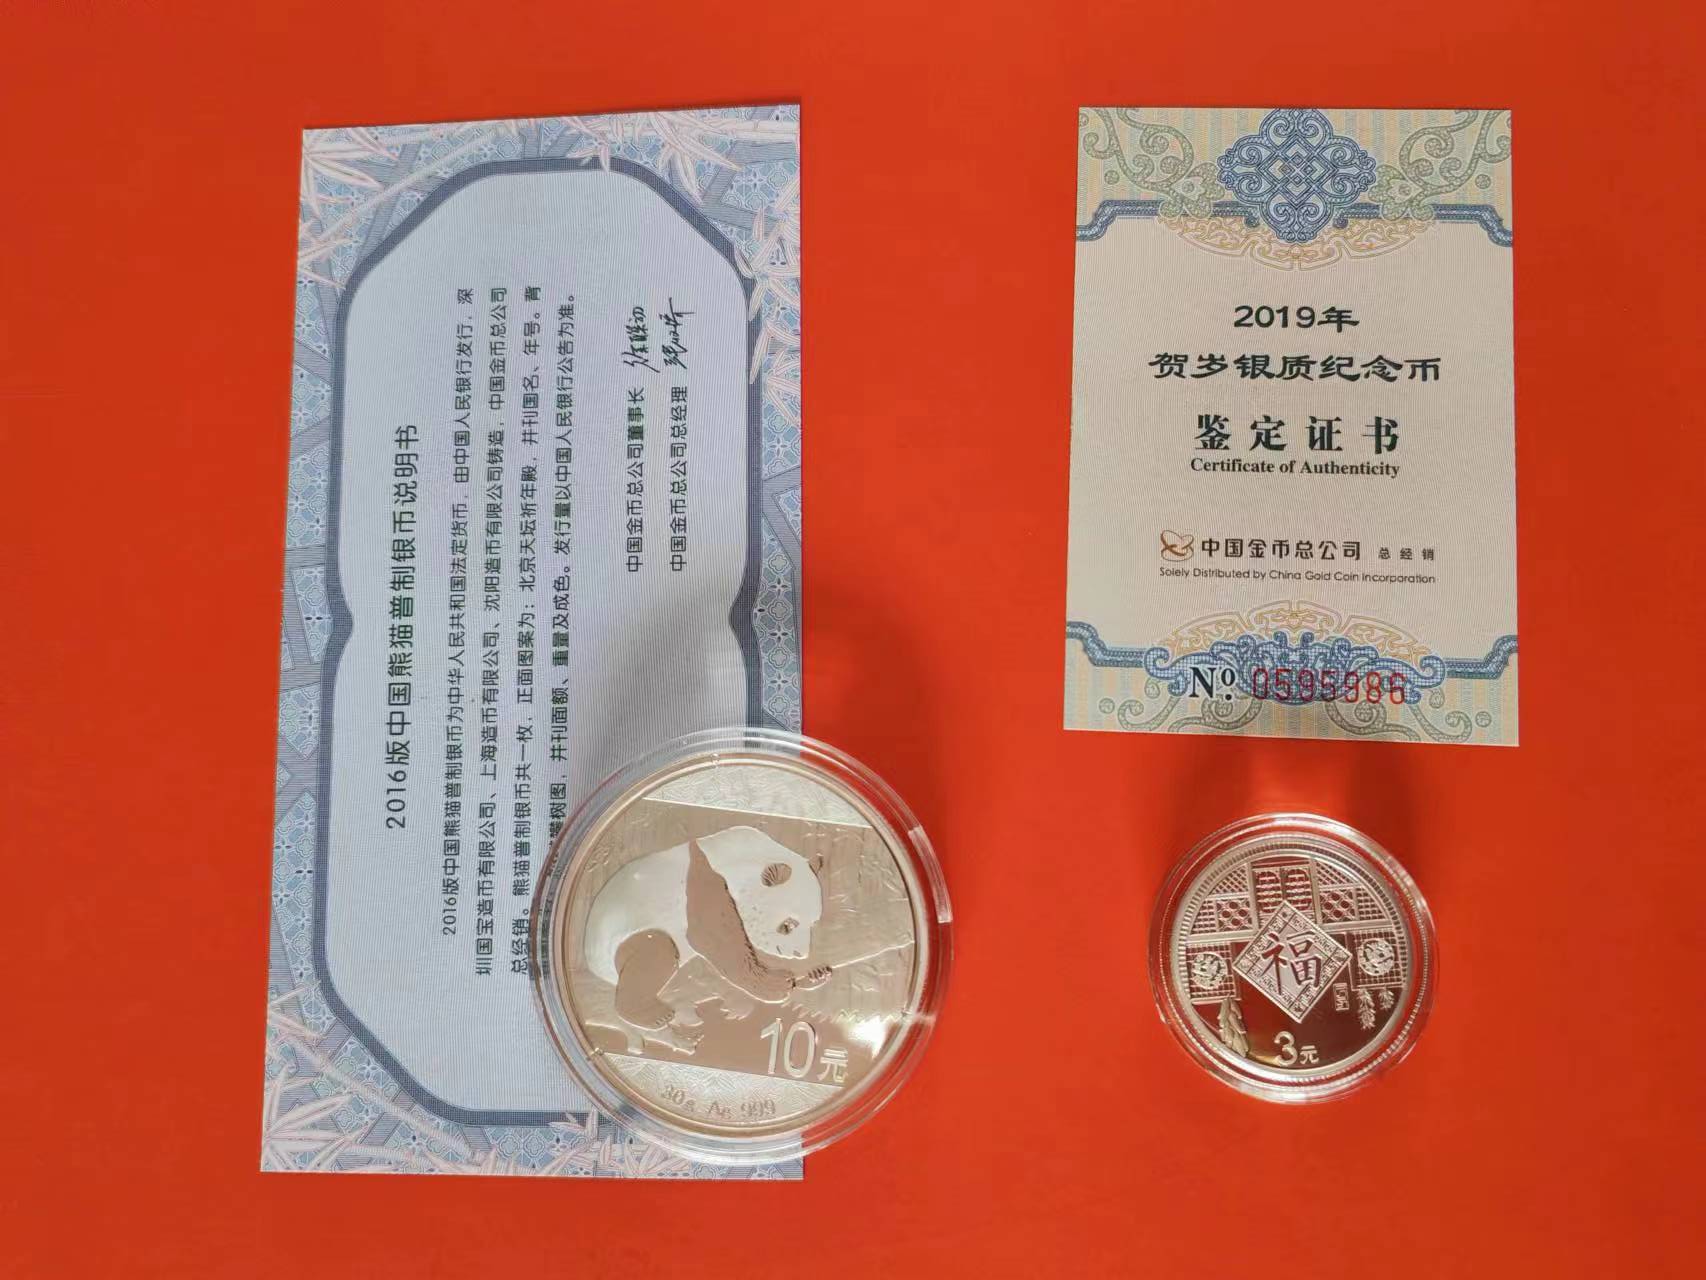 2016版中国熊猫普制银币说明书
2016版中国熊猫普制银币为中华人民共和国法定货币，由中国人民银行发行，深
圳国宝造币有限公司、上海造币有限公司、沈阳造币有限公司铸造，中国金币总公司
总经销。熊猫普制银币共一枚，正面图案为：北京天坛祈年殿，并刊国名、年号。背
攀树图，并刊面额、重量及成色。发行量以中国人民银行公告为准。
中国金币总公司董事长
中国金币总公司总经理
10元
30g Ag 999
2019年
贺岁银质纪念币
鉴定证书
Certificate of Authenticity
中国金币总公司 总经销
Solely Distributed by China Gold Coin Incorporation
No. 0595986
福
3元